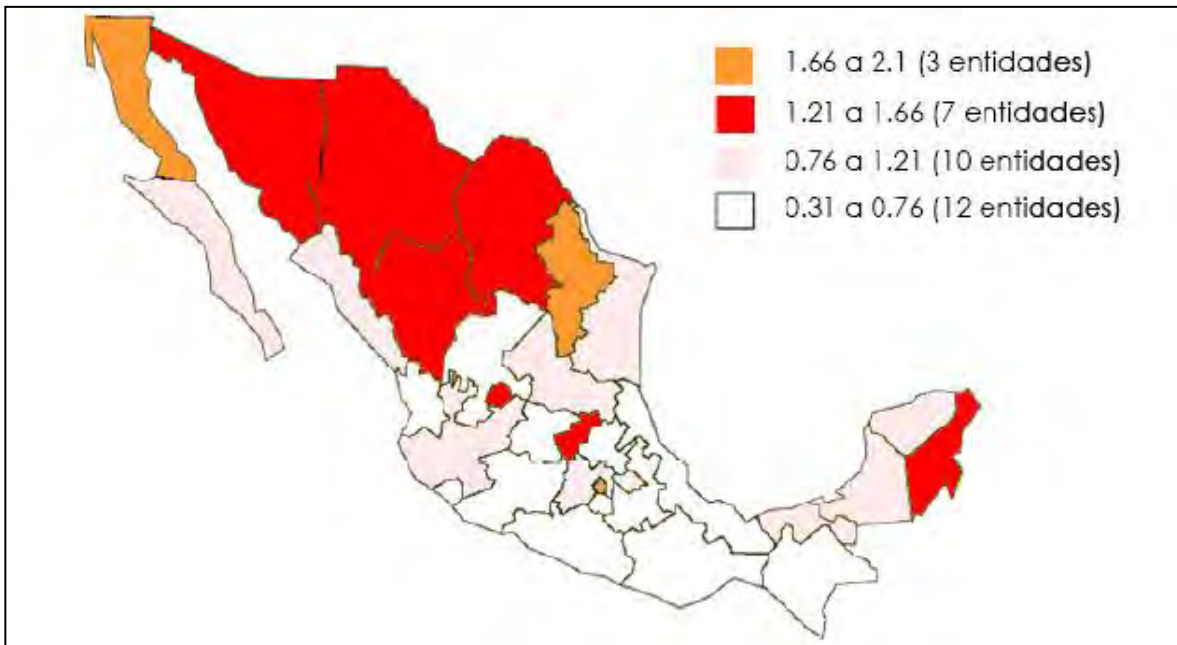 1.66 a 2.1 (3 entidades)
1.21 a 1.66 (7 entidades)
0.76 a 1.21 (10 entidades)
0.31 a 0.76 (12 entidades)